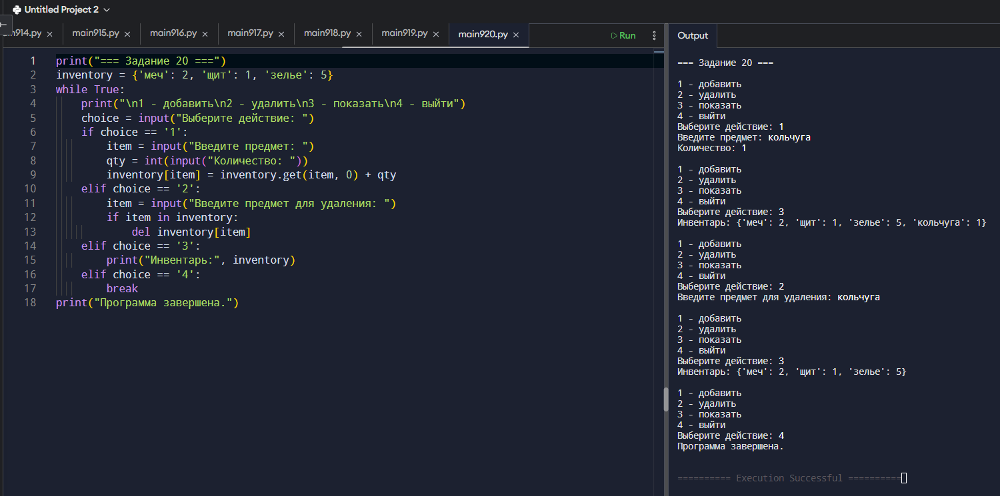 Untitled Project 2
main915.py
main916.py
main917.py
main918.py
main919.py
main920.py
Run
Output
1 print("=== Задание 20 ===")
2 inventory = {'меч': 2, 'щит': 1, 'зелье': 5}
3 while True:
4 print("\n1 - добавить\n2 - удалить\n3 - показать\n4 - выйти")
5 choice = input("Выберите действие: ")
6 if choice == '1':
7 item = input("Введите предмет: ")
8 qty = int(input("Количество: "))
9 inventory[item] = inventory.get(item, 0) + qty
10 elif choice == '2':
11 item = input("Введите предмет для удаления: ")
12 if item in inventory:
13 del inventory[item]
14 elif choice == '3':
15 print("Инвентарь:", inventory)
16 elif choice == '4':
17 break
18 print("Программа завершена.")
=== Задание 20 ===
1 - добавить
2 - удалить
3 - показать
4 - выйти
Выберите действие: 1
Введите предмет: кольчуга
Количество: 1
1 - добавить
2 - удалить
3 - показать
4 - выйти
Выберите действие: 3
Инвентарь: {'меч': 2, 'щит': 1, 'зелье': 5, 'кольчуга': 1}
1 - добавить
2 - удалить
3 - показать
4 - выйти
Выберите действие: 2
Введите предмет для удаления: кольчуга
1 - добавить
2 - удалить
3 - показать
4 - выйти
Выберите действие: 3
Инвентарь: {'меч': 2, 'щит': 1, 'зелье': 5}
1 - добавить
2 - удалить
3 - показать
4 - выйти
Выберите действие: 4
Программа завершена.
========== Execution Successful ==========